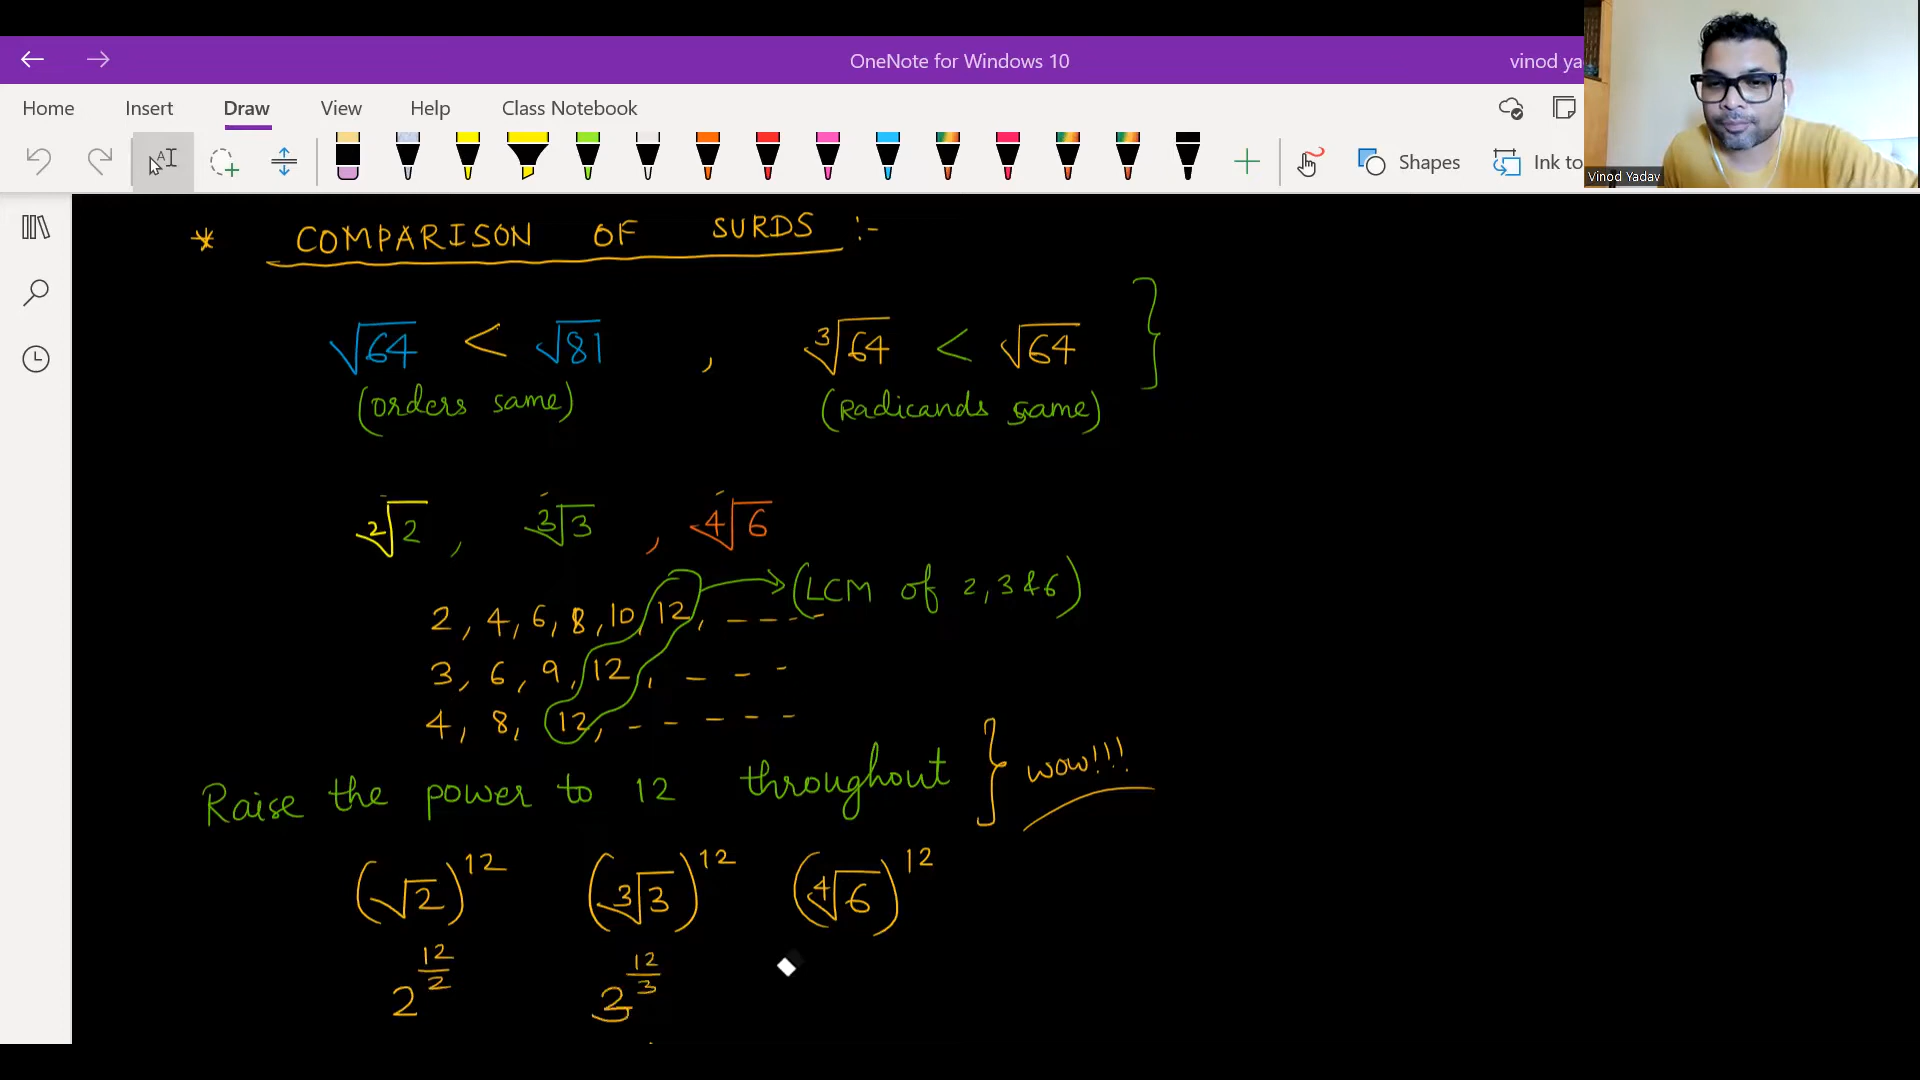 OneNote for Windows 10
vinod ya
Home Insert Draw View Help Class Notebook
Shapes Ink to
Vinod Yadav
* COMPARISON OF SURDS :-
√64 < √81 , ∛64 < √64 }
(orders same) (Radicands same)
²√2 , ³√3 , ⁴√6
2, 4, 6, 8, 10, 12, ---- → (LCM of 2, 3 & 6)
3, 6, 9, 12, - - - -
4, 8, 12, - - - - -
Raise the power to 12 throughout } wow!!!
(√2)^12 (³√3)^12 (⁴√6)^12
2^(12/2) 3^(12/3)